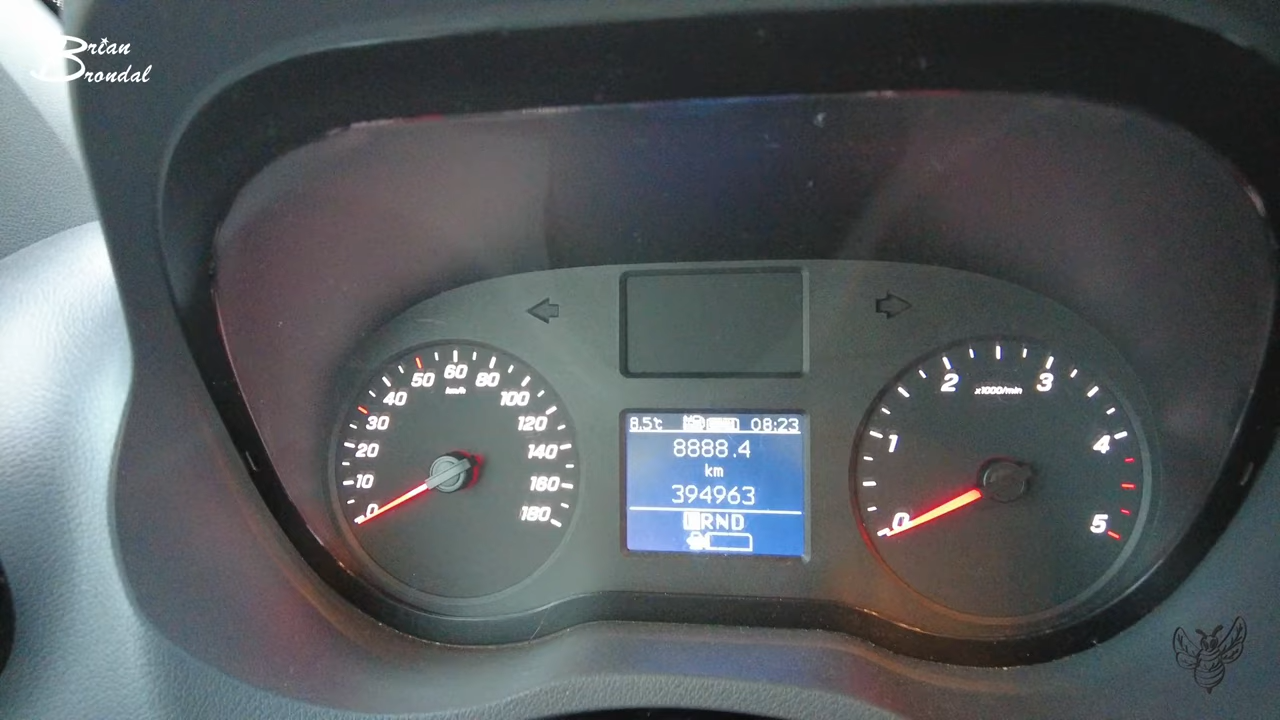 Brian
Brondal
50 60 80
40 km/h 100
30 120
20 140
10 160
0 180
8.5°C 08:23
8888.4
km
394963
PRND
2 x1000/min 3
1 4
0 5